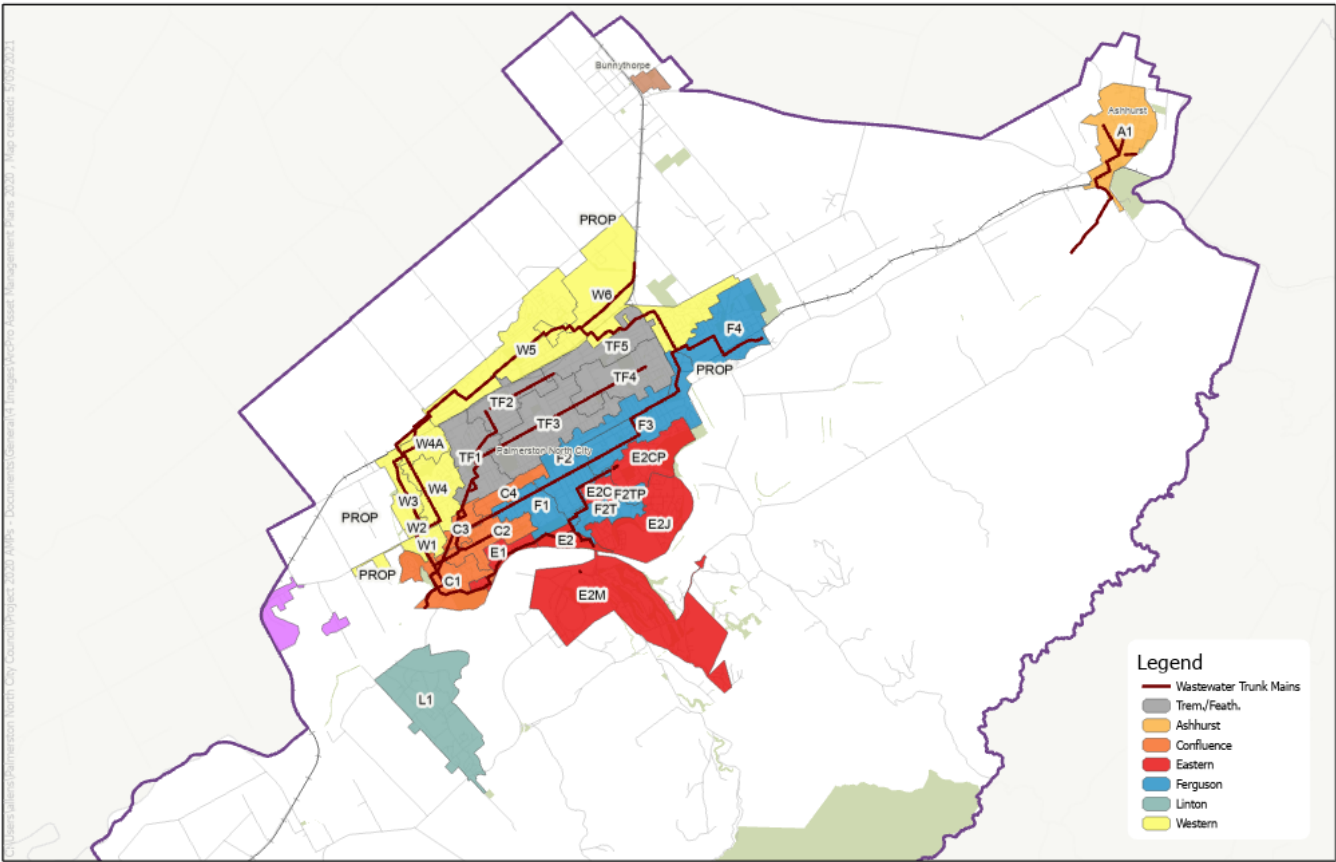 Bunnythorpe
Ashhurst
A1
PROP
W6
F4
TF5
W5
PROP
TF4
TF2
TF3
F3
W4A
Palmerston North City
TF1
F2
E2CP
W4
C4
E2C
F2TP
W3
F1
F2T
PROP
E2J
W2
C3
C2
W1
E2
E1
PROP
C1
E2M
L1
Legend
Wastewater Trunk Mains
Trem./Feath.
Ashhurst
Confluence
Eastern
Ferguson
Linton
Western